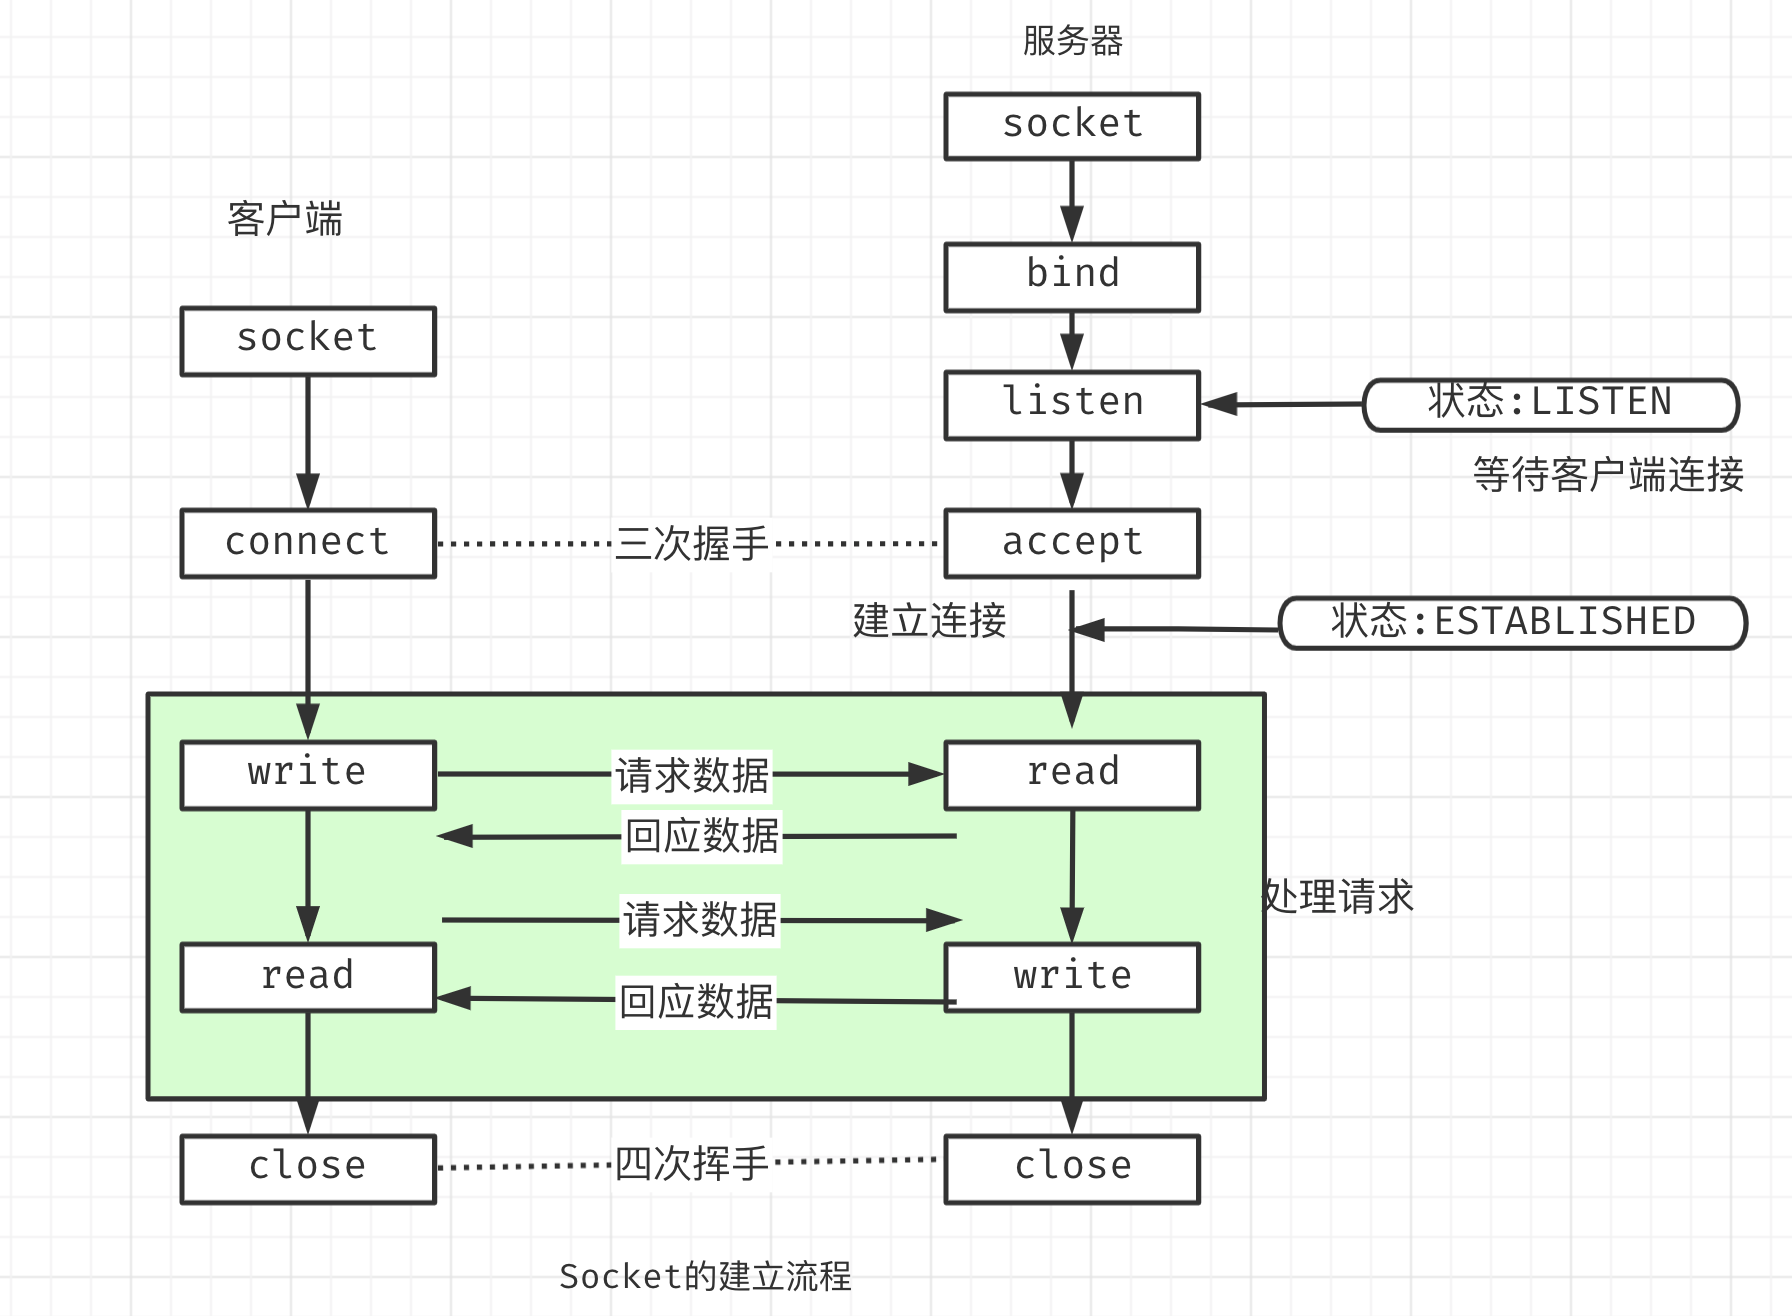 服务器
socket
bind
客户端
socket
listen
状态:LISTEN
等待客户端连接
connect
三次握手
accept
建立连接
状态:ESTABLISHED
write
请求数据
read
回应数据
处理请求
请求数据
read
write
回应数据
close
四次挥手
close
Socket的建立流程